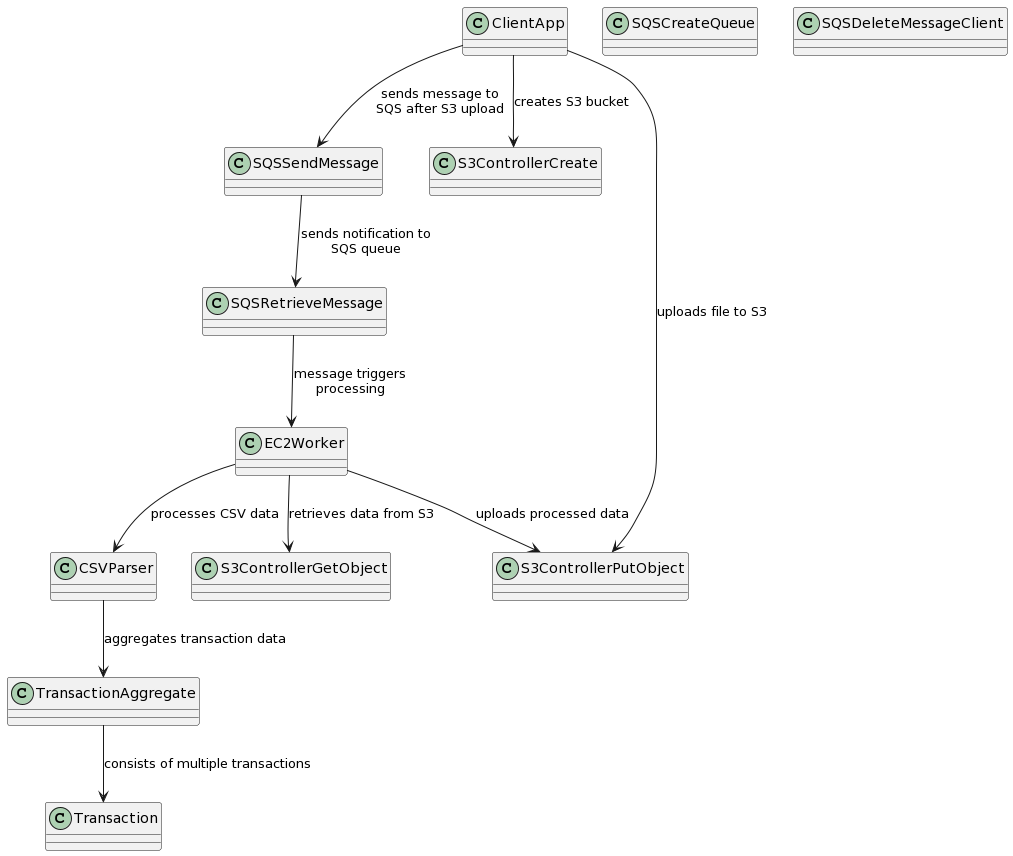 C ClientApp
C SQSCreateQueue
C SQSDeleteMessageClient
sends message to
SQS after S3 upload
creates S3 bucket
C SQSSendMessage
C S3ControllerCreate
sends notification to
SQS queue
C SQSRetrieveMessage
uploads file to S3
message triggers
processing
C EC2Worker
processes CSV data
retrieves data from S3
uploads processed data
C CSVParser
C S3ControllerGetObject
C S3ControllerPutObject
aggregates transaction data
C TransactionAggregate
consists of multiple transactions
C Transaction